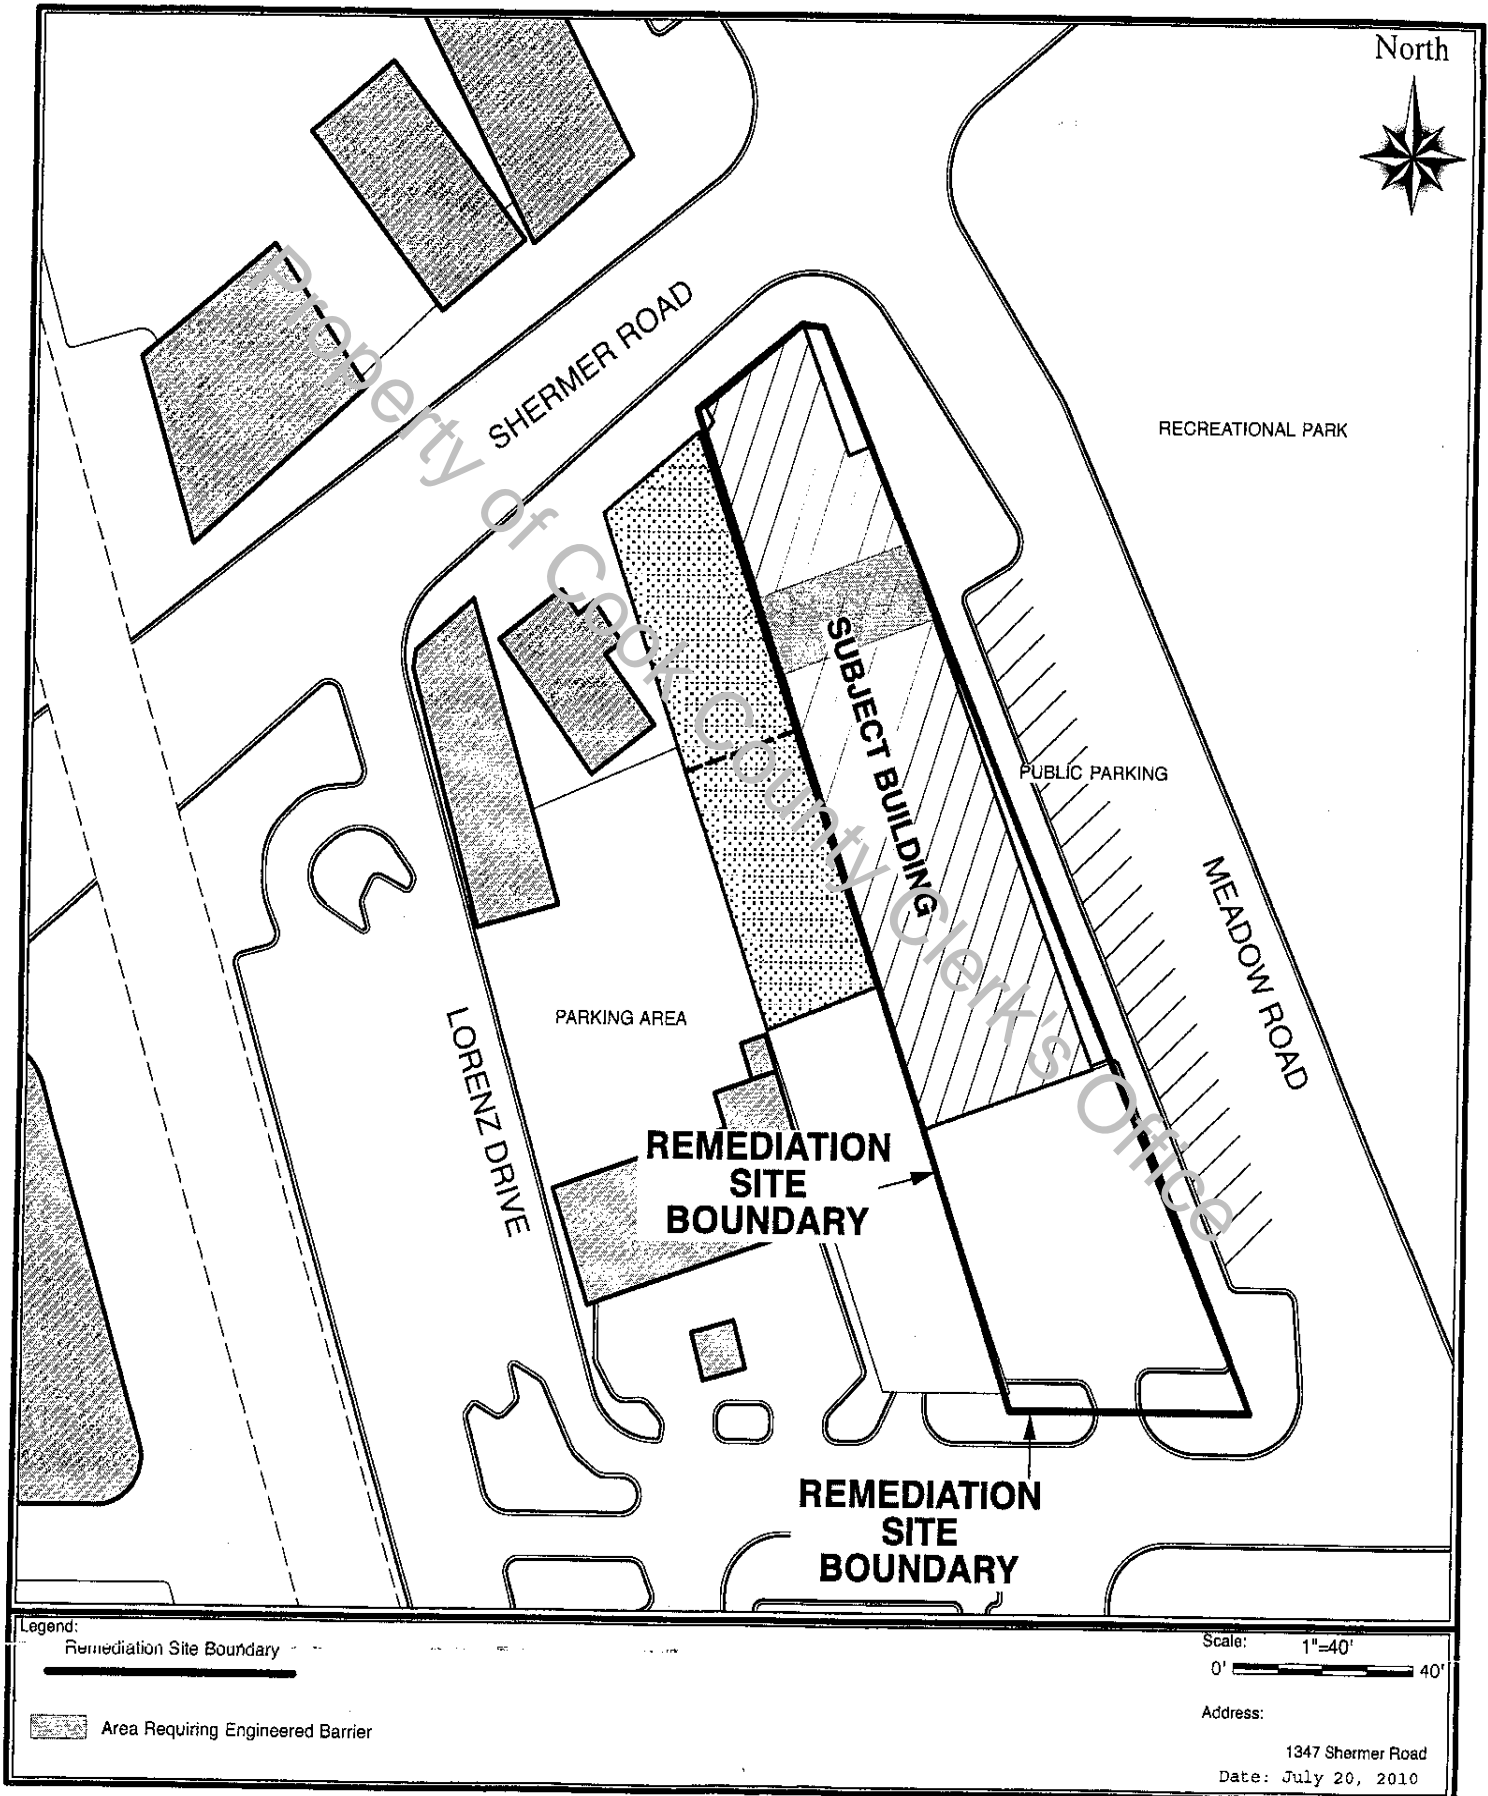 North
SHERMER ROAD
RECREATIONAL PARK
SUBJECT BUILDING
PUBLIC PARKING
MEADOW ROAD
PARKING AREA
LORENZ DRIVE
REMEDIATION
SITE
BOUNDARY
REMEDIATION
SITE
BOUNDARY
Property of Cook County Clerk's Office
Legend:
Remediation Site Boundary
Area Requiring Engineered Barrier
Scale: 1"=40'
0' 40'
Address:
1347 Shermer Road
Date: July 20, 2010